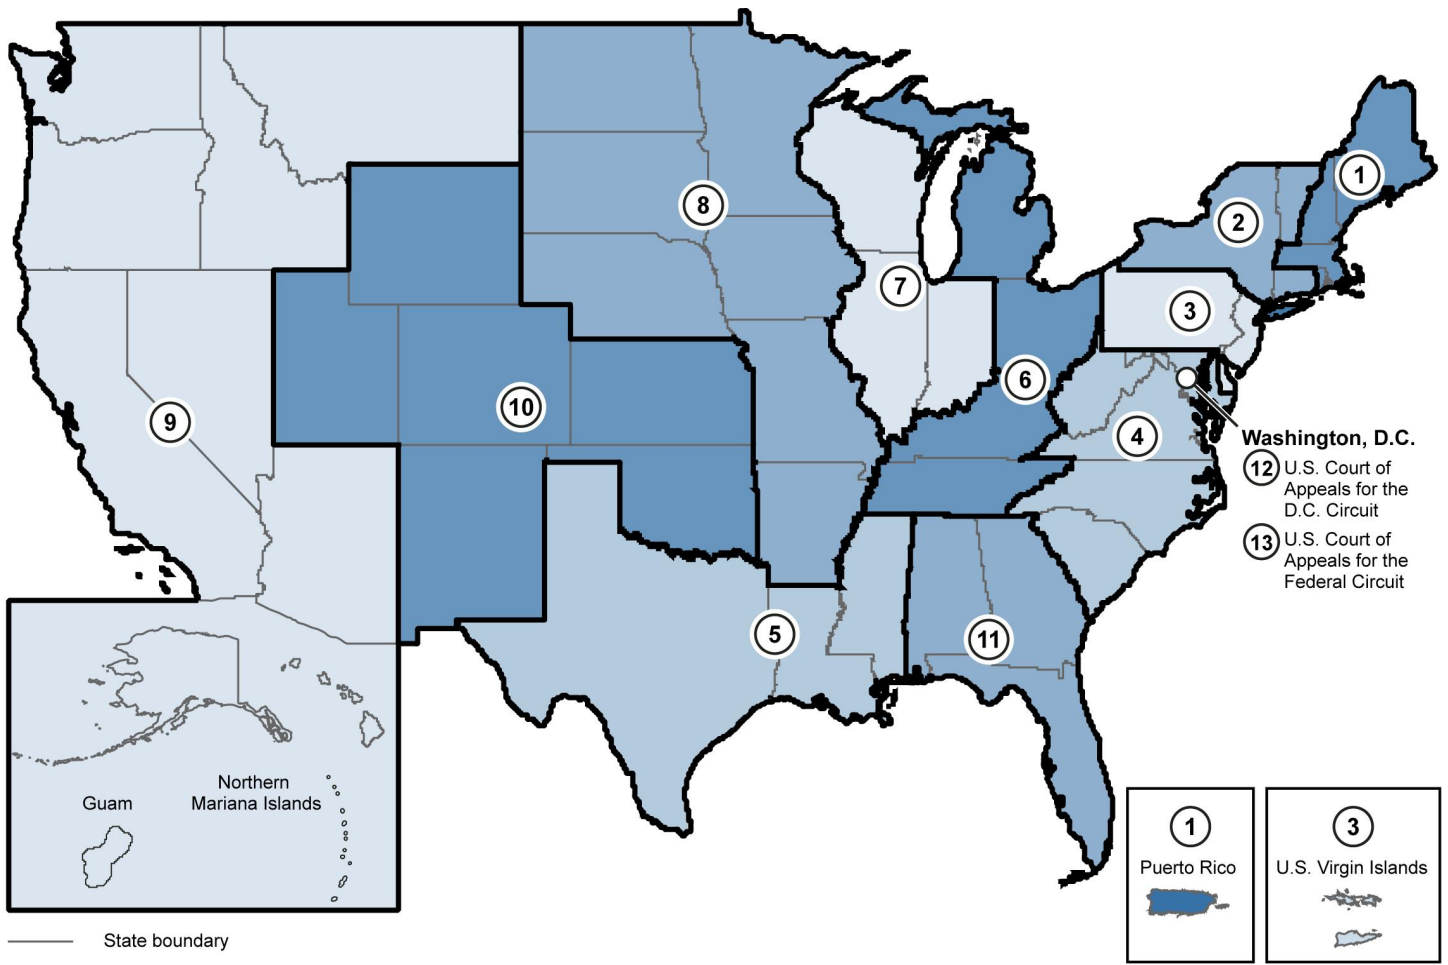 1
2
8
7
3
6
9
10
4
Washington, D.C.
12 U.S. Court of
Appeals for the
D.C. Circuit
13 U.S. Court of
Appeals for the
Federal Circuit
5
11
Northern
Mariana Islands
Guam
1
Puerto Rico
3
U.S. Virgin Islands
State boundary